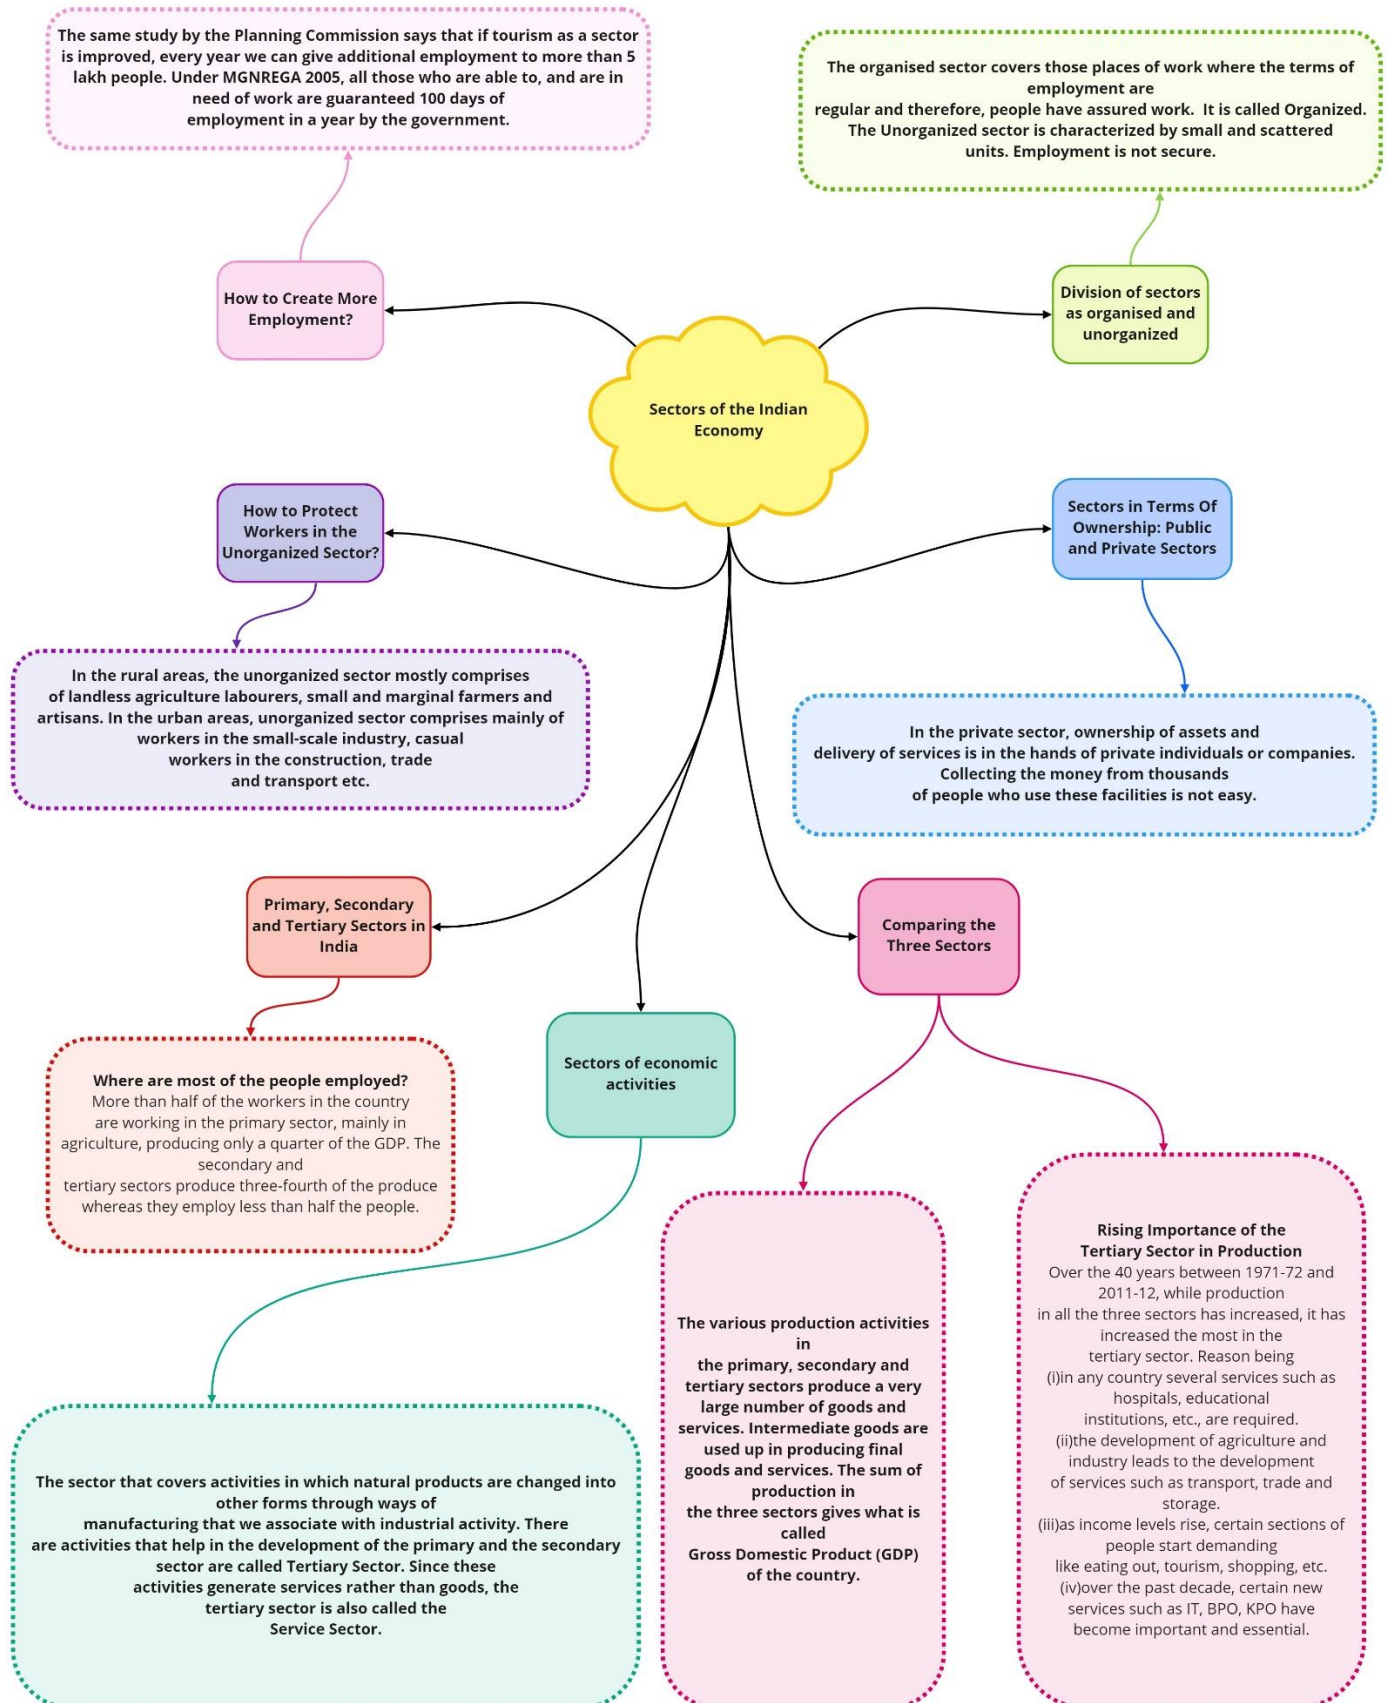 The same study by the Planning Commission says that if tourism as a sector
is improved, every year we can give additional employment to more than 5
lakh people. Under MGNREGA 2005, all those who are able to, and are in
need of work are guaranteed 100 days of
employment in a year by the government.
The organised sector covers those places of work where the terms of
employment are
regular and therefore, people have assured work. It is called Organized.
The Unorganized sector is characterized by small and scattered
units. Employment is not secure.
How to Create More
Employment?
Division of sectors
as organised and
unorganized
Sectors of the Indian
Economy
How to Protect
Workers in the
Unorganized Sector?
Sectors in Terms Of
Ownership: Public
and Private Sectors
In the rural areas, the unorganized sector mostly comprises
of landless agriculture labourers, small and marginal farmers and
artisans. In the urban areas, unorganized sector comprises mainly of
workers in the small-scale industry, casual
workers in the construction, trade
and transport etc.
In the private sector, ownership of assets and
delivery of services is in the hands of private individuals or companies.
Collecting the money from thousands
of people who use these facilities is not easy.
Primary, Secondary
and Tertiary Sectors in
India
Comparing the
Three Sectors
Where are most of the people employed?
More than half of the workers in the country
are working in the primary sector, mainly in
agriculture, producing only a quarter of the GDP. The
secondary and
tertiary sectors produce three-fourth of the produce
whereas they employ less than half the people.
Sectors of economic
activities
The sector that covers activities in which natural products are changed into
other forms through ways of
manufacturing that we associate with industrial activity. There
are activities that help in the development of the primary and the secondary
sector are called Tertiary Sector. Since these
activities generate services rather than goods, the
tertiary sector is also called the
Service Sector.
The various production activities
in
the primary, secondary and
tertiary sectors produce a very
large number of goods and
services. Intermediate goods are
used up in producing final
goods and services. The sum of
production in
the three sectors gives what is
called
Gross Domestic Product (GDP)
of the country.
Rising Importance of the
Tertiary Sector in Production
Over the 40 years between 1971-72 and
2011-12, while production
in all the three sectors has increased, it has
increased the most in the
tertiary sector. Reason being
(i)in any country several services such as
hospitals, educational
institutions, etc., are required.
(ii)the development of agriculture and
industry leads to the development
of services such as transport, trade and
storage.
(iii)as income levels rise, certain sections of
people start demanding
like eating out, tourism, shopping, etc.
(iv)over the past decade, certain new
services such as IT, BPO, KPO have
become important and essential.